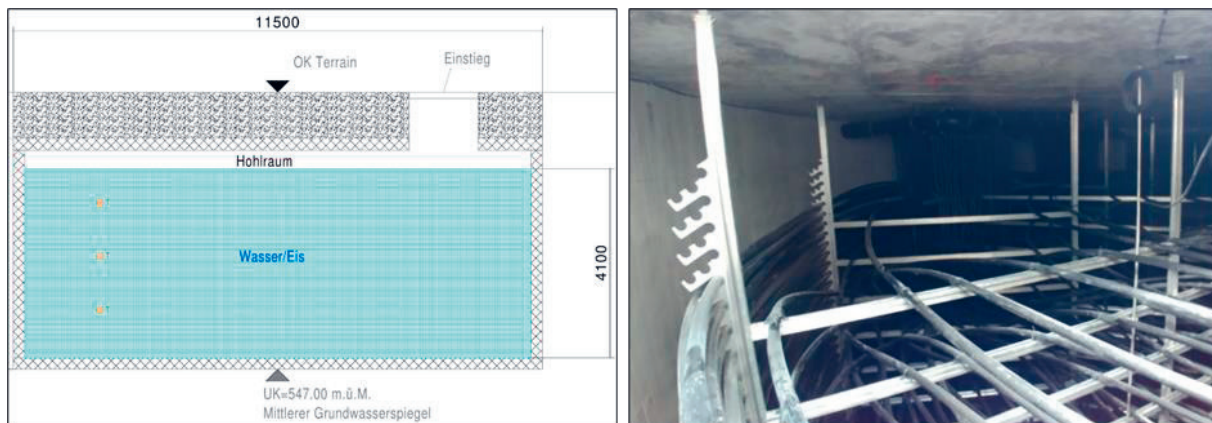 11500
OK Terrain
Einstieg
Hohlraum
Wasser/Eis
4100
UK=547.00 m.ü.M.
Mittlerer Grundwasserspiegel